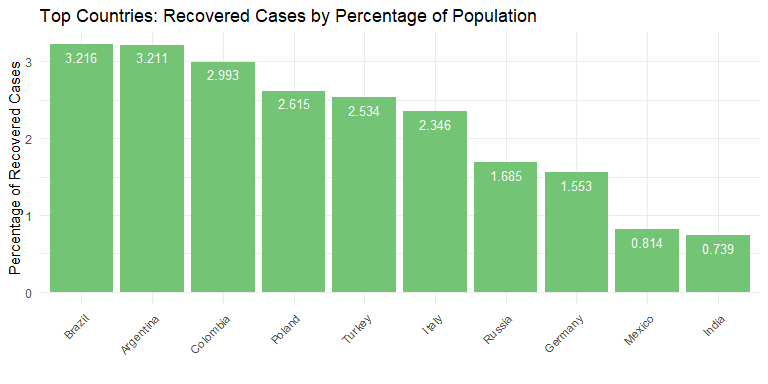 Top Countries: Recovered Cases by Percentage of Population
Percentage of Recovered Cases
3
2
1
0
3.216
3.211
2.993
2.615
2.534
2.346
1.685
1.553
0.814
0.739
Brazil
Argentina
Colombia
Poland
Turkey
Italy
Russia
Germany
Mexico
India